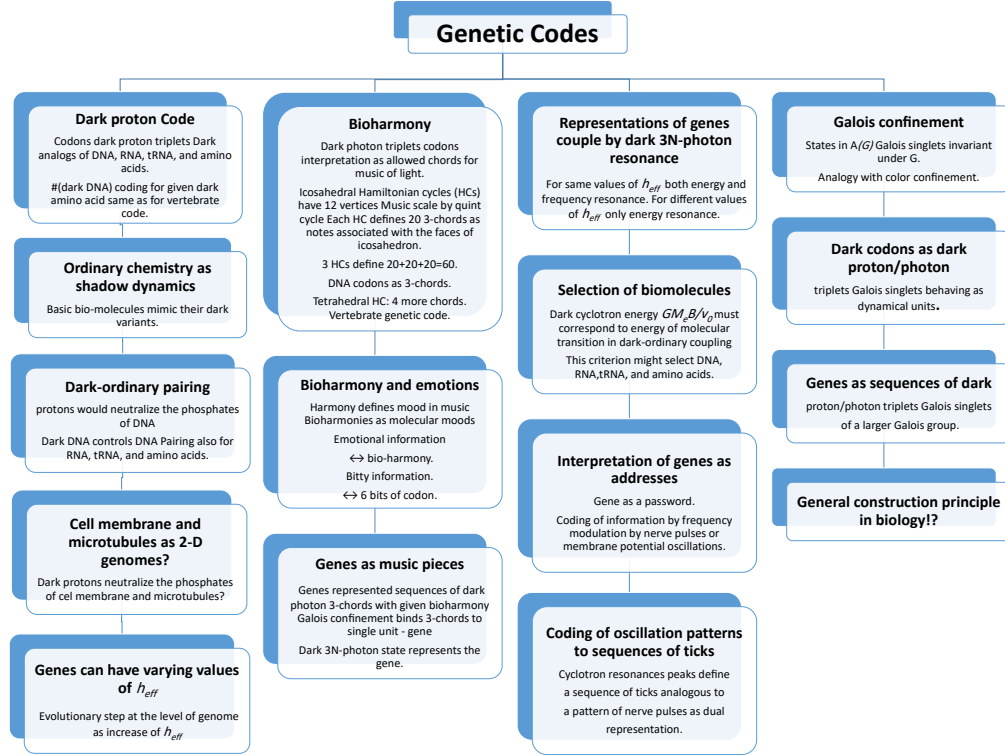 Genetic Codes
Dark proton Code
Codons dark proton triplets Dark
analogs of DNA, RNA, tRNA, and amino
acids.
#(dark DNA) coding for given dark
amino acid same as for vertebrate
code.
Ordinary chemistry as
shadow dynamics
Basic bio-molecules mimic their dark
variants.
Dark-ordinary pairing
protons would neutralize the phosphates
of DNA
Dark DNA controls DNA Pairing also for
RNA, tRNA, and amino acids.
Cell membrane and
microtubules as 2-D
genomes?
Dark protons neutralize the phosphates
of cel membrane and microtubules?
Genes can have varying values
of h_eff
Evolutionary step at the level of genome
as increase of h_eff
Bioharmony
Dark photon triplets codons
interpretation as allowed chords for
music of light.
Icosahedral Hamiltonian cycles (HCs)
have 12 vertices Music scale by quint
cycle Each HC defines 20 3-chords as
notes associated with the faces of
icosahedron.
3 HCs define 20+20+20=60.
DNA codons as 3-chords.
Tetrahedral HC: 4 more chords.
Vertebrate genetic code.
Bioharmony and emotions
Harmony defines mood in music
Bioharmonies as molecular moods
Emotional information
↔ bio-harmony.
Bitty information.
↔ 6 bits of codon.
Genes as music pieces
Genes represented sequences of dark
photon 3-chords with given bioharmony
Galois confinement binds 3-chords to
single unit - gene
Dark 3N-photon state represents the
gene.
Representations of genes
couple by dark 3N-photon
resonance
For same values of h_eff both energy and
frequency resonance. For different values
of h_eff only energy resonance.
Selection of biomolecules
Dark cyclotron energy GM_eB/v_0 must
correspond to energy of molecular
transition in dark-ordinary coupling
This criterion might select DNA,
RNA,tRNA, and amino acids.
Interpretation of genes as
addresses
Gene as a password.
Coding of information by frequency
modulation by nerve pulses or
membrane potential oscillations.
Coding of oscillation patterns
to sequences of ticks
Cyclotron resonances peaks define
a sequence of ticks analogous to
a pattern of nerve pulses as dual
representation.
Galois confinement
States in A(G) Galois singlets invariant
under G.
Analogy with color confinement.
Dark codons as dark
proton/photon
triplets Galois singlets behaving as
dynamical units.
Genes as sequences of dark
proton/photon triplets Galois singlets
of a larger Galois group.
General construction principle
in biology!?